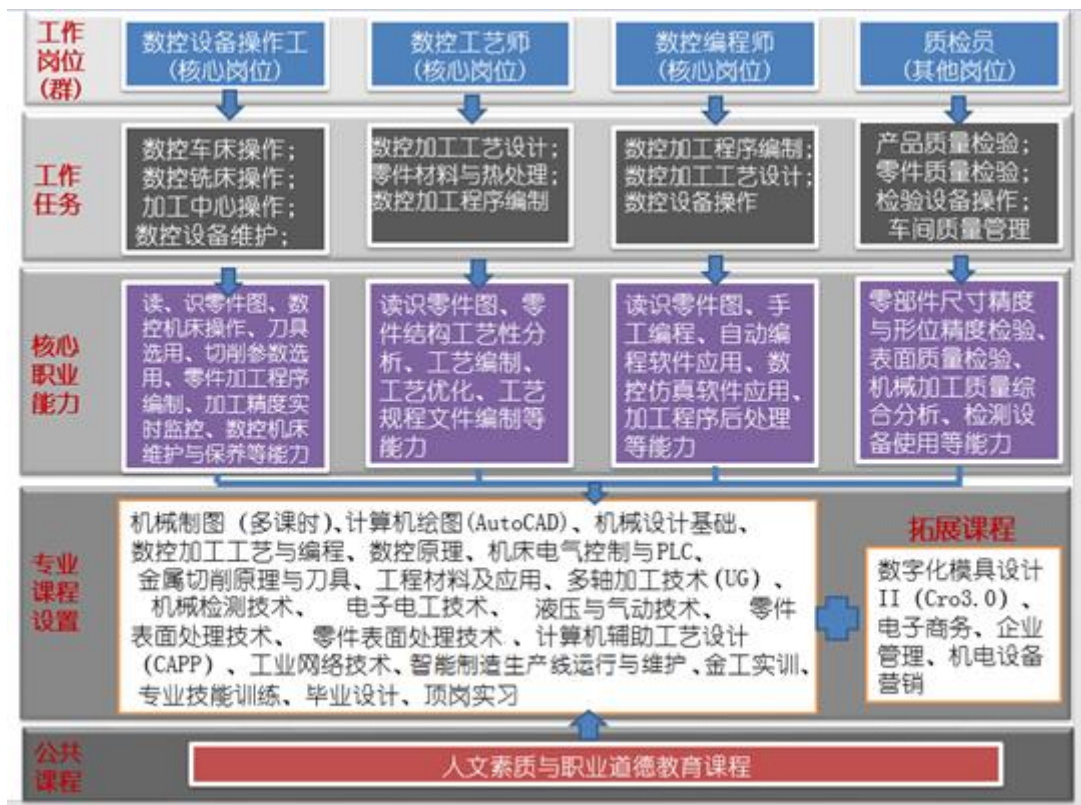 工作
岗位
(群)
数控设备操作工
(核心岗位)
数控工艺师
(核心岗位)
数控编程师
(核心岗位)
质检员
(其他岗位)
工作
任务
数控车床操作;
数控铣床操作;
加工中心操作;
数控设备维护;
数控加工工艺设计;
零件材料与热处理;
数控加工程序编制
数控加工程序编制;
数控加工工艺设计;
数控设备操作
产品质量检验;
零件质量检验;
检验设备操作;
车间质量管理
核心
职业
能力
读、识零件图、数
控机床操作、刀具
选用、切削参数选
用、零件加工程序
编制、加工精度实
时监控、数控机床
维护与保养等能力
读识零件图、零
件结构工艺性分
析、工艺编制、
工艺优化、工艺
规程文件编制等
能力
读识零件图、手
工编程、自动编
程软件应用、数
控仿真软件应用、
加工程序后处理
等能力
零部件尺寸精度
与形位精度检验、
表面质量检验、
机械加工质量综
合分析、检测设
备使用等能力
专业
课程
设置
机械制图 (多课时)、计算机绘图(AutoCAD)、机械设计基础、
数控加工工艺与编程、数控原理、机床电气控制与PLC、
金属切削原理与刀具、工程材料及应用、多轴加工技术(UG)、
机械检测技术、 电子电工技术、 液压与气动技术、 零件
表面处理技术、 零件表面处理技术 、计算机辅助工艺设计
(CAPP) 、工业网络技术、智能制造生产线运行与维护、金工实训、
专业技能训练、毕业设计、顶岗实习
拓展课程
数字化模具设计
II (Cro3.0) 、
电子商务、企业
管理、机电设备
营销
公共
课程
人文素质与职业道德教育课程